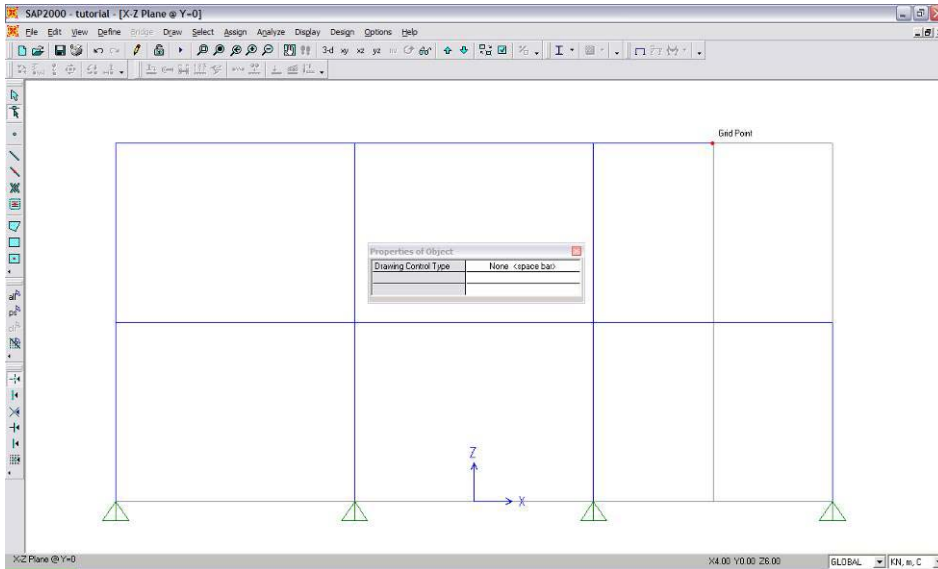 SAP2000 - tutorial - [X-Z Plane @ Y=0]
File Edit View Define Bridge Draw Select Assign Analyze Display Design Options Help
3-d xy xz yz
Grid Point
Properties of Object
Drawing Control Type None <space bar>
Z
X
all
ps
X-Z Plane @ Y=0 X4.00 Y0.00 Z6.00 GLOBAL KN, m, C